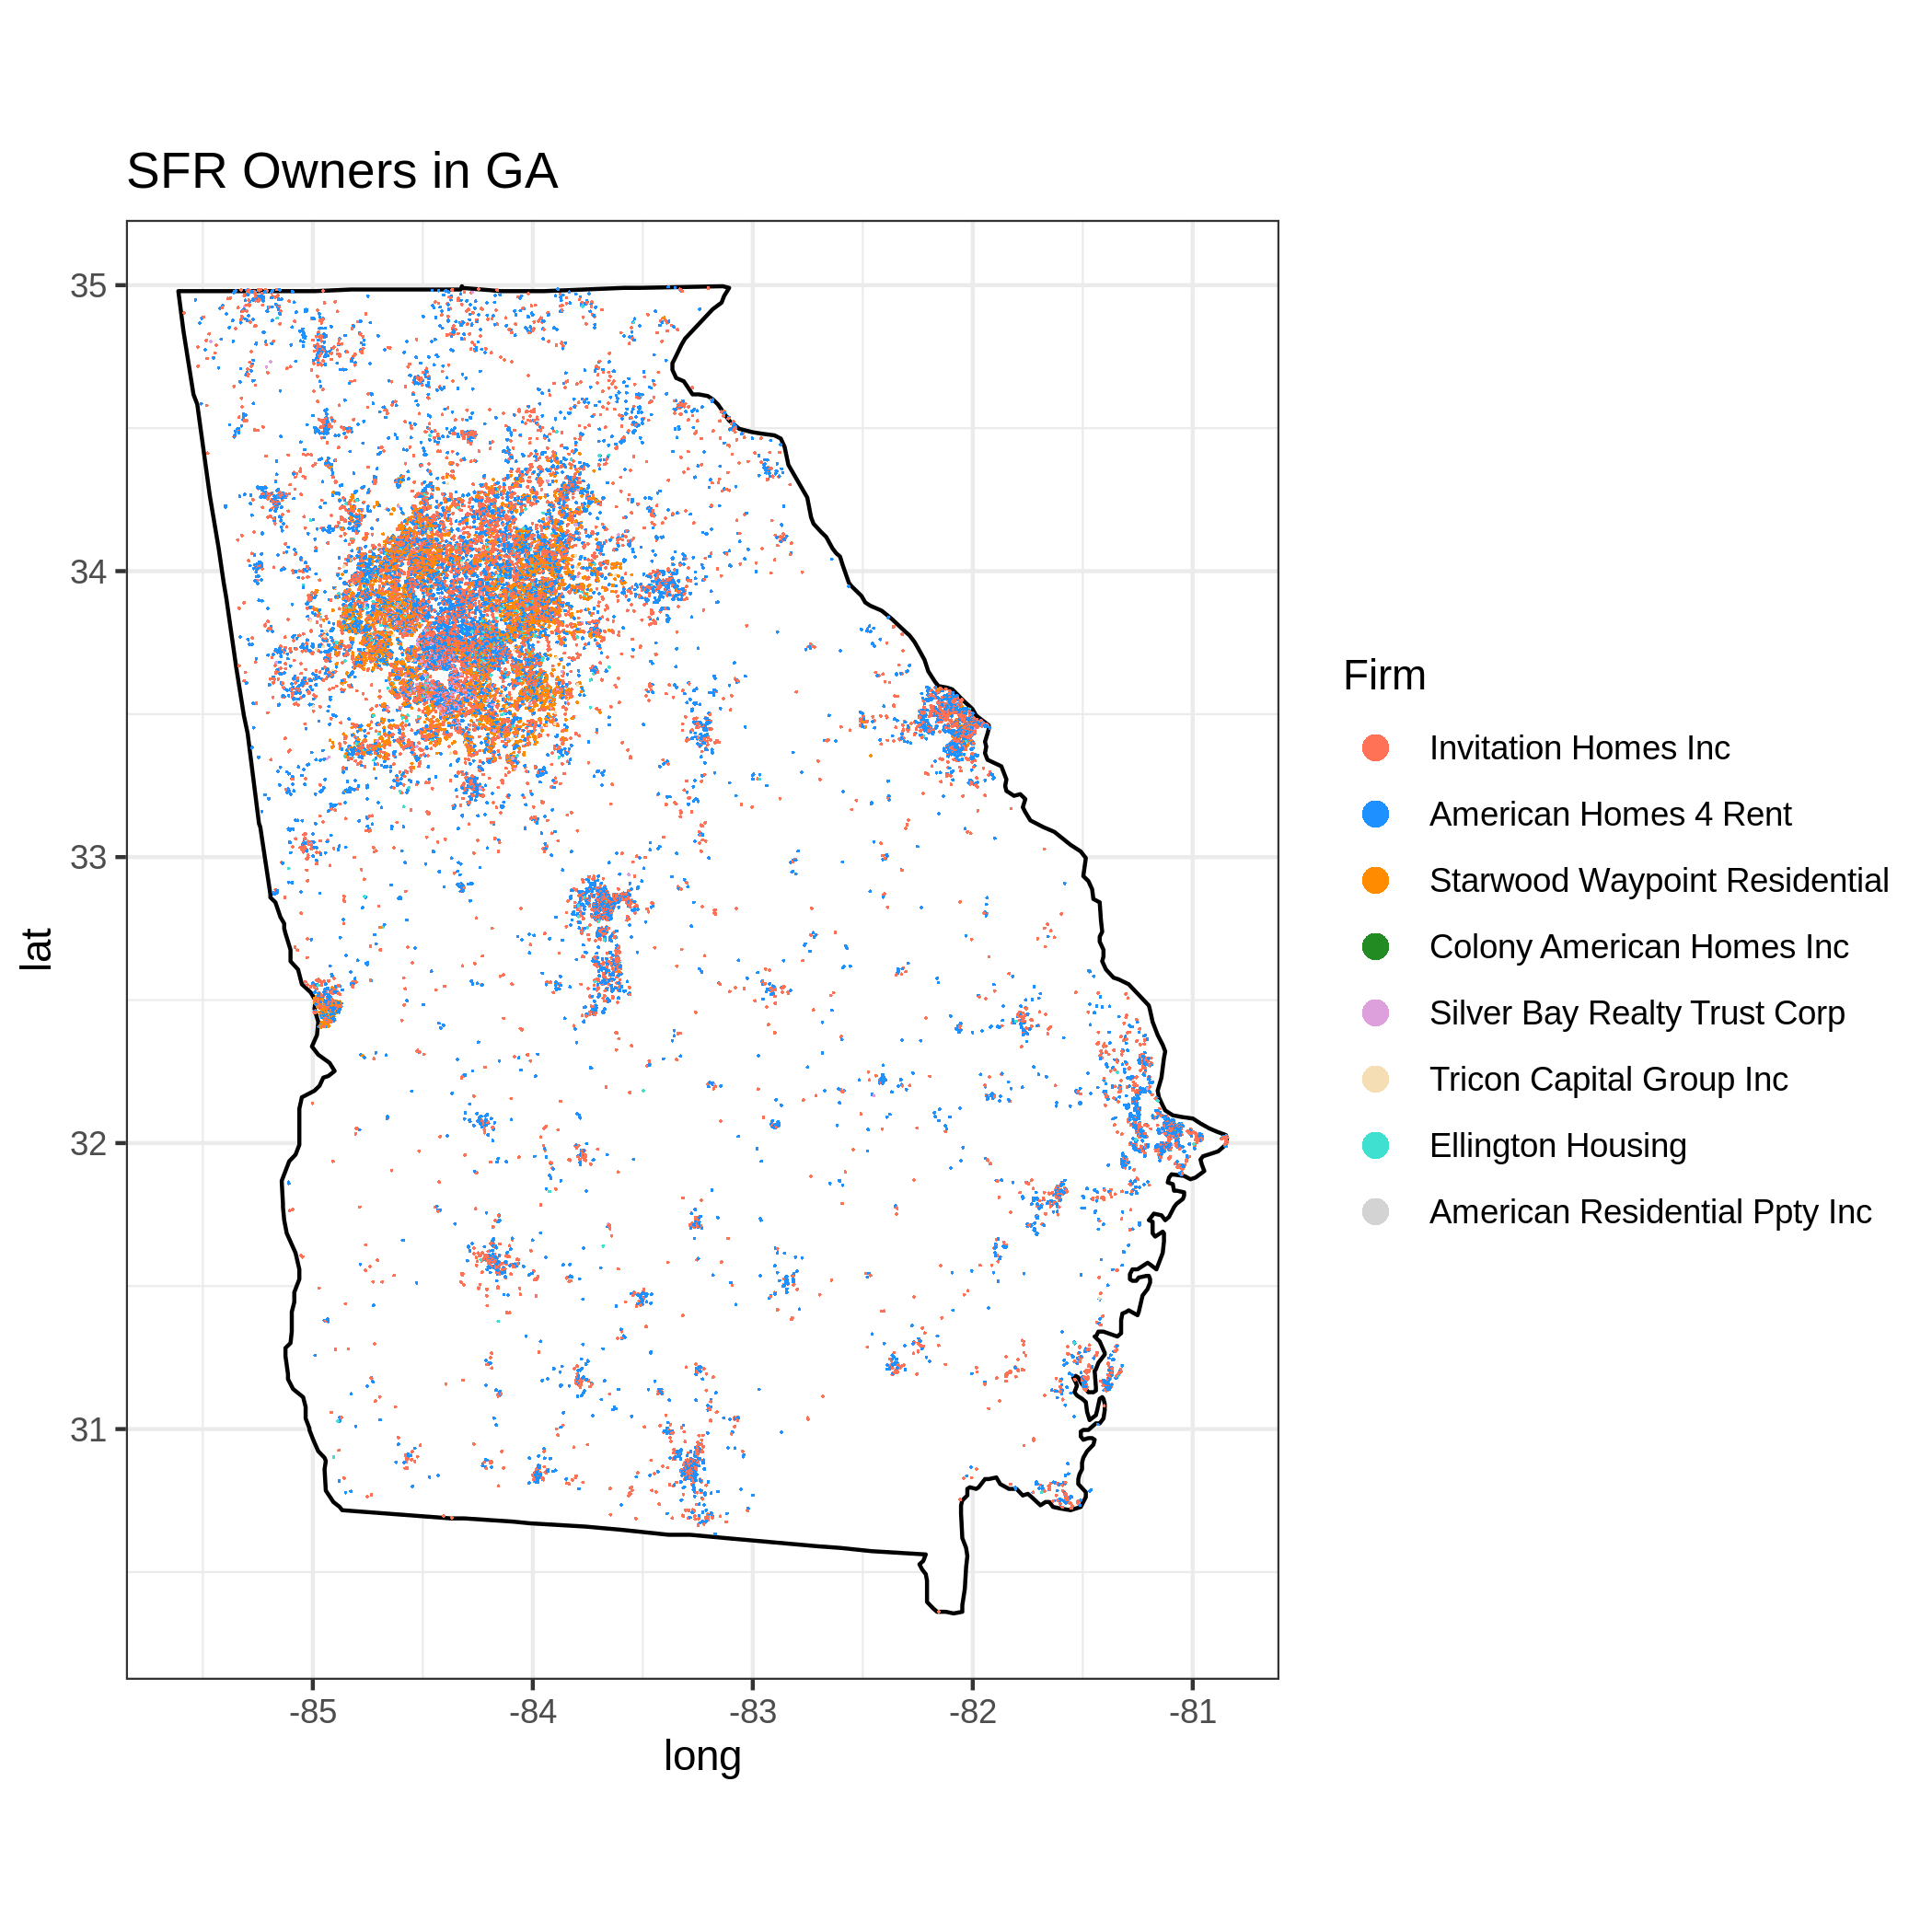 SFR Owners in GA
35
34
33
32
31
lat
-85 -84 -83 -82 -81
long
Firm
Invitation Homes Inc
American Homes 4 Rent
Starwood Waypoint Residential
Colony American Homes Inc
Silver Bay Realty Trust Corp
Tricon Capital Group Inc
Ellington Housing
American Residential Ppty Inc